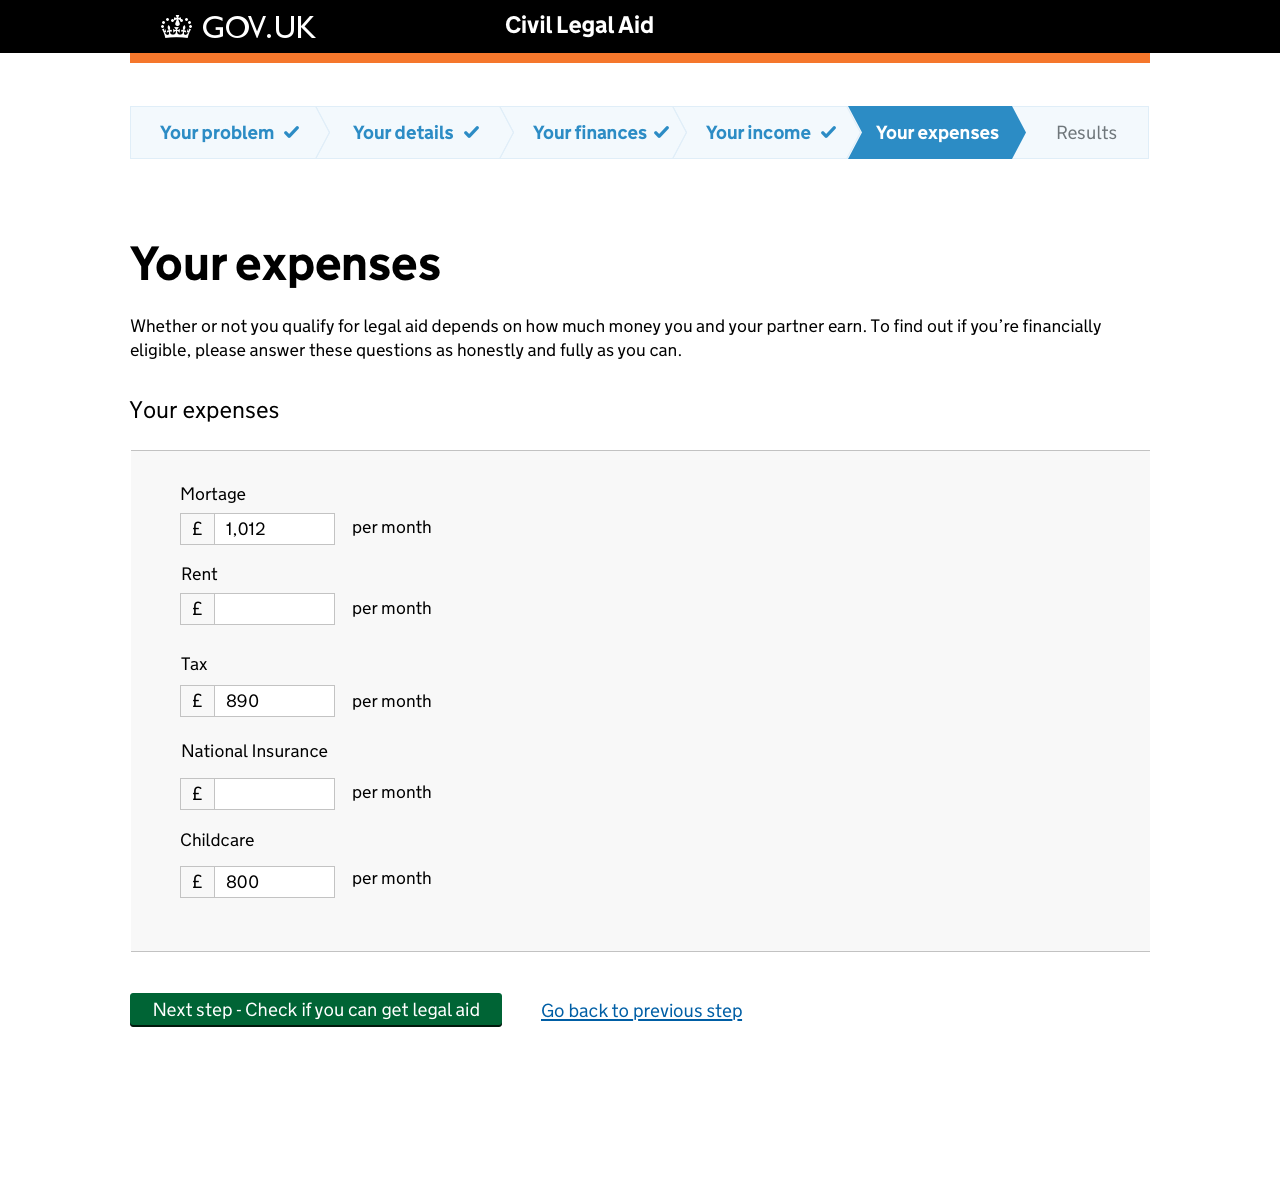 GOV.UK Civil Legal Aid
Your problem Your details Your finances Your income Your expenses Results
Your expenses
Whether or not you qualify for legal aid depends on how much money you and your partner earn. To find out if you’re financially
eligible, please answer these questions as honestly and fully as you can.
Your expenses
Mortage
£ 1,012 per month
Rent
£ per month
Tax
£ 890 per month
National Insurance
£ per month
Childcare
£ 800 per month
Next step - Check if you can get legal aid Go back to previous step